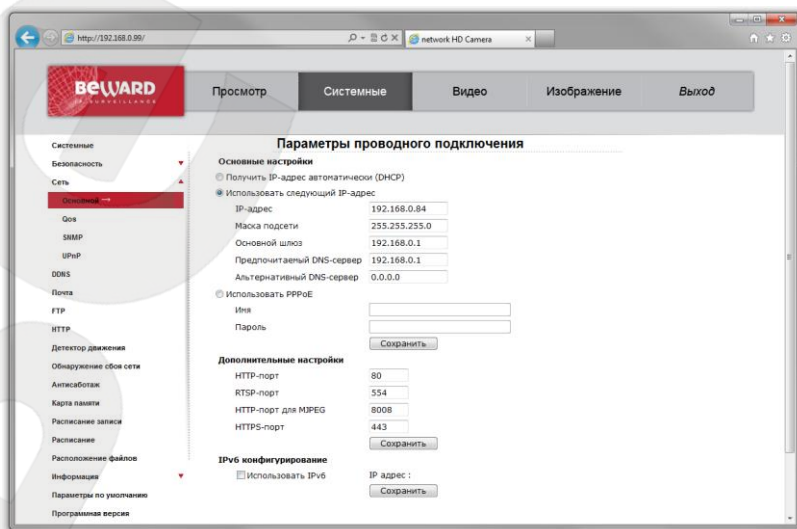 http://192.168.0.99/
network HD Camera
BEWARD
IP SURVEILLANCE
Просмотр
Системные
Видео
Изображение
Выход
Системные
Безопасность
Сеть
Основной →
Qos
SNMP
UPnP
DDNS
Почта
FTP
HTTP
Детектор движения
Обнаружение сбоя сети
Антисаботаж
Карта памяти
Расписание записи
Расписание
Расположение файлов
Информация
Параметры по умолчанию
Программная версия
Параметры проводного подключения
Основные настройки
Получить IP-адрес автоматически (DHCP)
Использовать следующий IP-адрес
IP-адрес 192.168.0.84
Маска подсети 255.255.255.0
Основной шлюз 192.168.0.1
Предпочитаемый DNS-сервер 192.168.0.1
Альтернативный DNS-сервер 0.0.0.0
Использовать PPPoE
Имя
Пароль
Сохранить
Дополнительные настройки
HTTP-порт 80
RTSP-порт 554
HTTP-порт для MJPEG 8008
HTTPS-порт 443
Сохранить
IPv6 конфигурирование
Использовать IPv6 IP адрес :
Сохранить